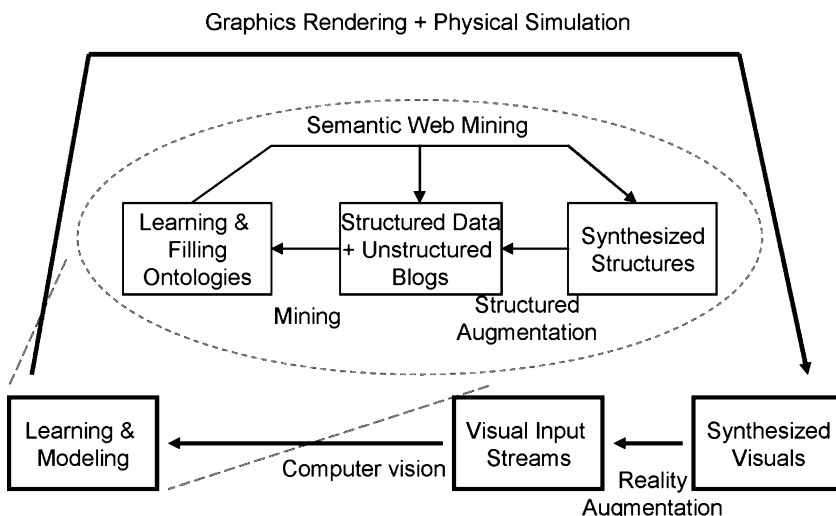 Graphics Rendering + Physical Simulation
Semantic Web Mining
Learning &
Filling
Ontologies
Structured Data
+ Unstructured
Blogs
Synthesized
Structures
Mining
Structured
Augmentation
Learning &
Modeling
Computer vision
Visual Input
Streams
Reality
Augmentation
Synthesized
Visuals